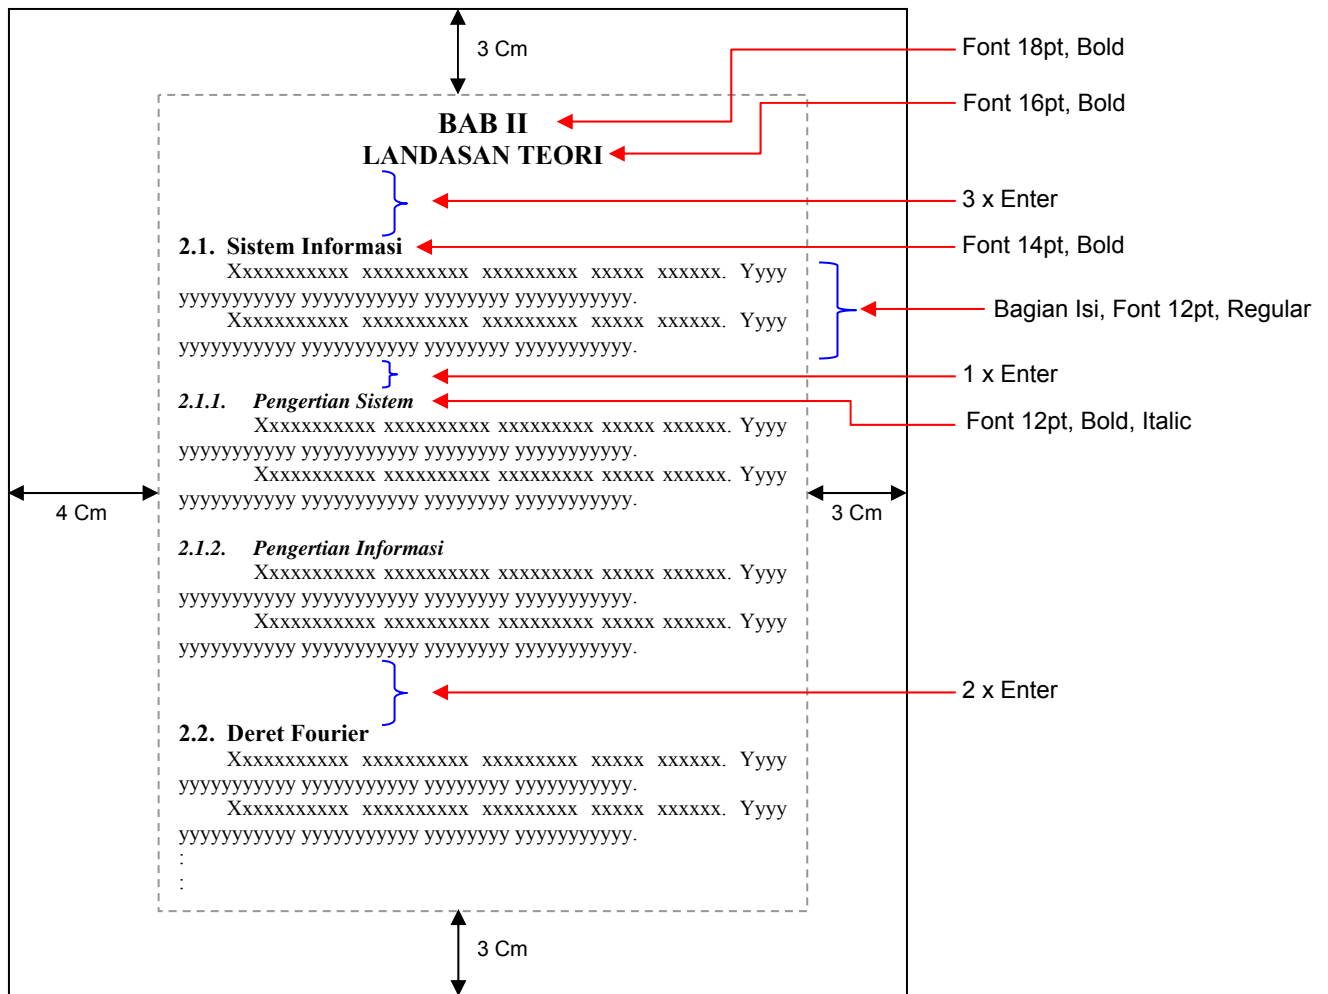 3 Cm
Font 18pt, Bold
Font 16pt, Bold
BAB II
LANDASAN TEORI
3 x Enter
2.1. Sistem Informasi
Font 14pt, Bold
Xxxxxxxxxxx xxxxxxxxxx xxxxxxxxx xxxxx xxxxxx. Yyyy
yyyyyyyyyyy yyyyyyyyyyy yyyyyyyy yyyyyyyyyyy.
Xxxxxxxxxxx xxxxxxxxxx xxxxxxxxx xxxxx xxxxxx. Yyyy
yyyyyyyyyyy yyyyyyyyyyy yyyyyyyy yyyyyyyyyyy.
Bagian Isi, Font 12pt, Regular
1 x Enter
2.1.1. Pengertian Sistem
Font 12pt, Bold, Italic
Xxxxxxxxxxx xxxxxxxxxx xxxxxxxxx xxxxx xxxxxx. Yyyy
yyyyyyyyyyy yyyyyyyyyyy yyyyyyyy yyyyyyyyyyy.
Xxxxxxxxxxx xxxxxxxxxx xxxxxxxxx xxxxx xxxxxx. Yyyy
yyyyyyyyyyy yyyyyyyyyyy yyyyyyyy yyyyyyyyyyy.
4 Cm
3 Cm
2.1.2. Pengertian Informasi
Xxxxxxxxxxx xxxxxxxxxx xxxxxxxxx xxxxx xxxxxx. Yyyy
yyyyyyyyyyy yyyyyyyyyyy yyyyyyyy yyyyyyyyyyy.
Xxxxxxxxxxx xxxxxxxxxx xxxxxxxxx xxxxx xxxxxx. Yyyy
yyyyyyyyyyy yyyyyyyyyyy yyyyyyyy yyyyyyyyyyy.
2 x Enter
2.2. Deret Fourier
Xxxxxxxxxxx xxxxxxxxxx xxxxxxxxx xxxxx xxxxxx. Yyyy
yyyyyyyyyyy yyyyyyyyyyy yyyyyyyy yyyyyyyyyyy.
Xxxxxxxxxxx xxxxxxxxxx xxxxxxxxx xxxxx xxxxxx. Yyyy
yyyyyyyyyyy yyyyyyyyyyy yyyyyyyy yyyyyyyyyyy.
:
:
3 Cm